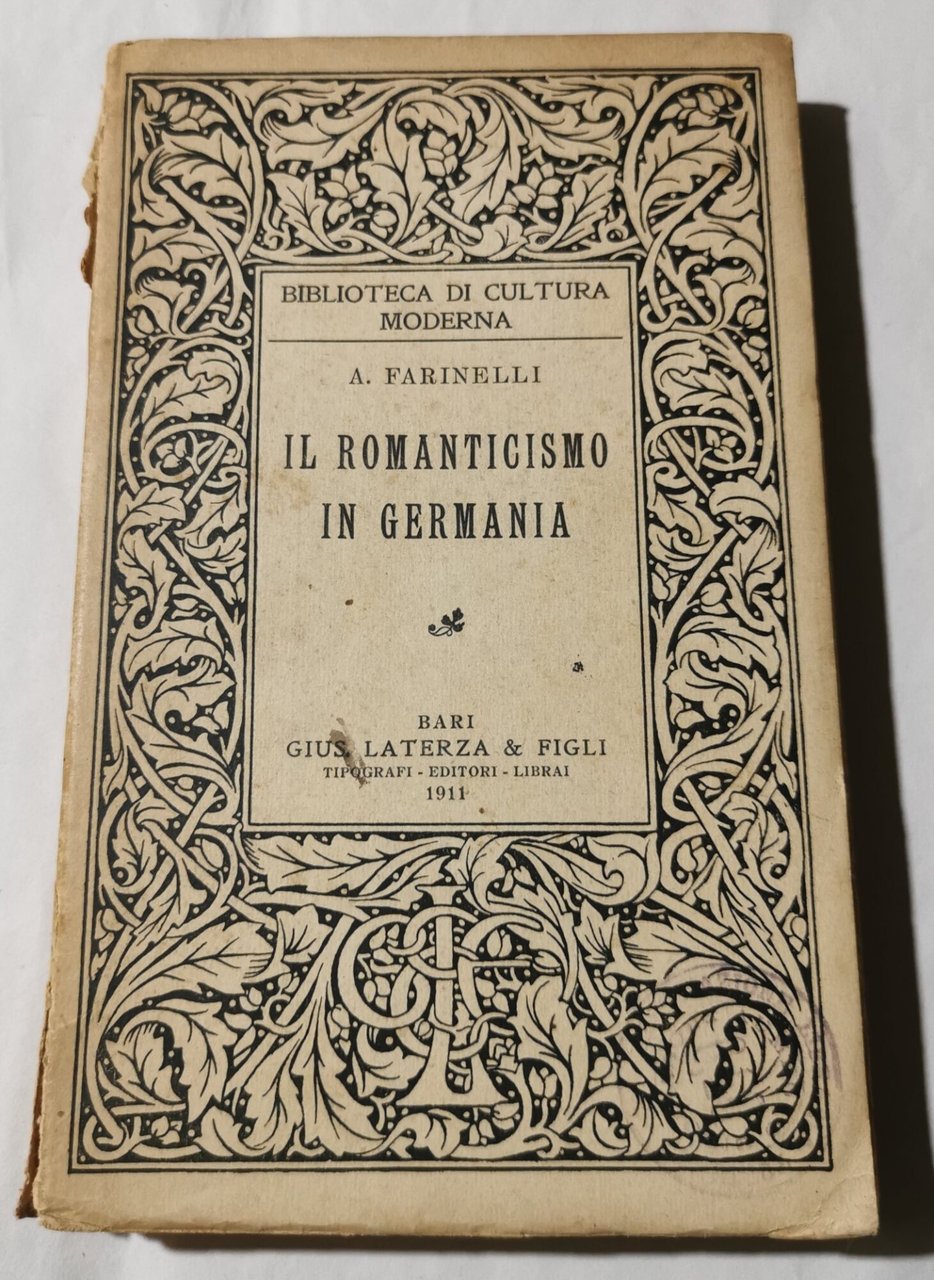 BIBLIOTECA DI CULTURA
MODERNA
A. FARINELLI
IL ROMANTICISMO
IN GERMANIA
BARI
GIUS. LATERZA & FIGLI
TIPOGRAFI - EDITORI - LIBRAI
1911